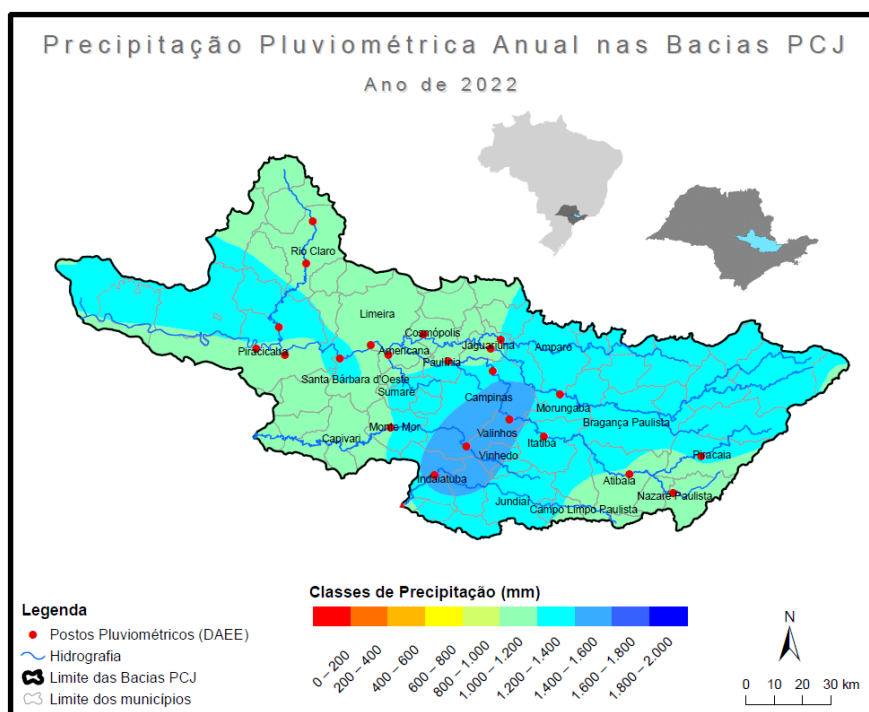 Precipitação Pluviométrica Anual nas Bacias PCJ
Ano de 2022
Rio Claro
Limeira
Cosmópolis
Piracicaba
Americana
Jaguariúna
Amparo
Paulínia
Santa Bárbara d'Oeste
Sumaré
Campinas
Morungaba
Bragança Paulista
Monte Mor
Valinhos
Capivari
Itatiba
Vinhedo
Piracaia
Indaiatuba
Atibaia
Nazaré Paulista
Jundiaí
Campo Limpo Paulista
Classes de Precipitação (mm)
0 – 200
200 – 400
400 – 600
600 – 800
800 – 1.000
1.000 – 1.200
1.200 – 1.400
1.400 – 1.600
1.600 – 1.800
1.800 – 2.000
Legenda
Postos Pluviométricos (DAEE)
Hidrografia
Limite das Bacias PCJ
Limite dos municípios
N
0 10 20 30 km